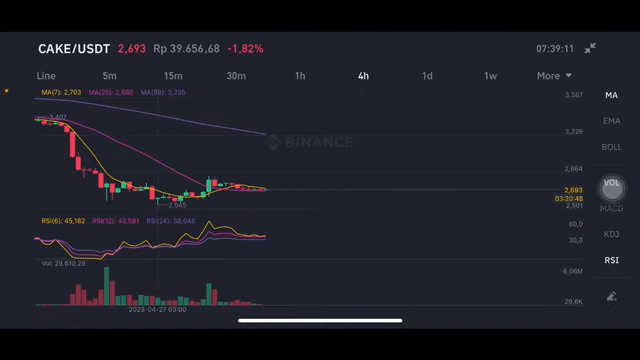 CAKE/USDT 2,693 Rp 39.656,68 -1,82% 07:39:11
Line 5m 15m 30m 1h 4h 1d 1w More
MA(7): 2,703 MA(25): 2,680 MA(99): 3,235
3,587
MA
3,407
EMA
3,226
BINANCE
BOLL
2,864
VOL
2,693
03:20:48
2,645
2,501
MACD
RSI(6): 45,182 RSI(12): 43,581 RSI(24): 38,045
60,0
KDJ
30,0
Vol: 29.610,29
RSI
6,06M
29,6K
2023-04-27 03:00